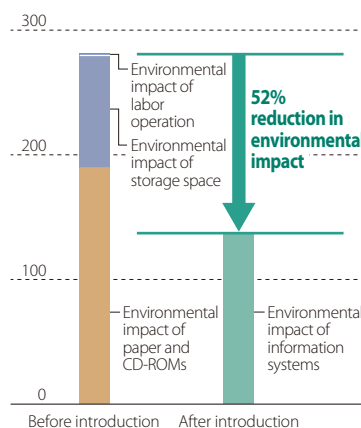 300
Environmental
impact of
labor
operation
52%
reduction in
environmental
impact
200
Environmental
impact of
storage space
100
Environmental
impact of
paper and
CD-ROMs
Environmental
impact of
information
systems
0
Before introduction
After introduction